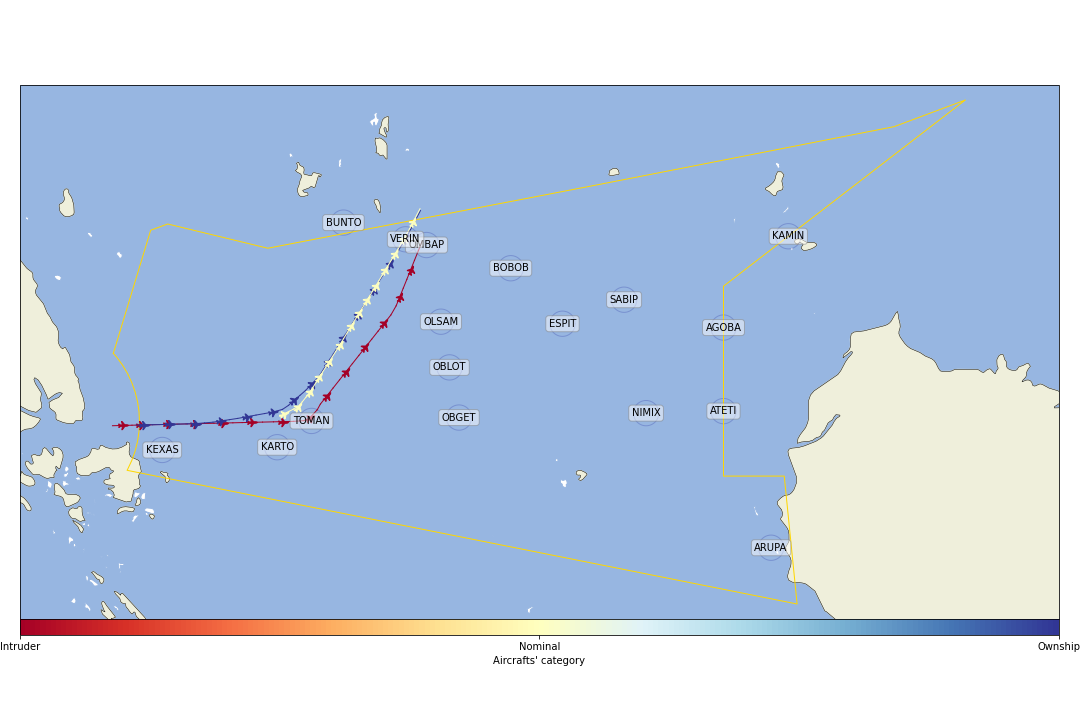 BUNTO
KAMIN
VERIN
OMBAP
BOBOB
SABIP
OLSAM
ESPIT
AGOBA
OBLOT
ATETI
NIMIX
OBGET
TOMAN
KARTO
KEXAS
ARUPA
Intruder
Nominal
Ownship
Aircrafts' category